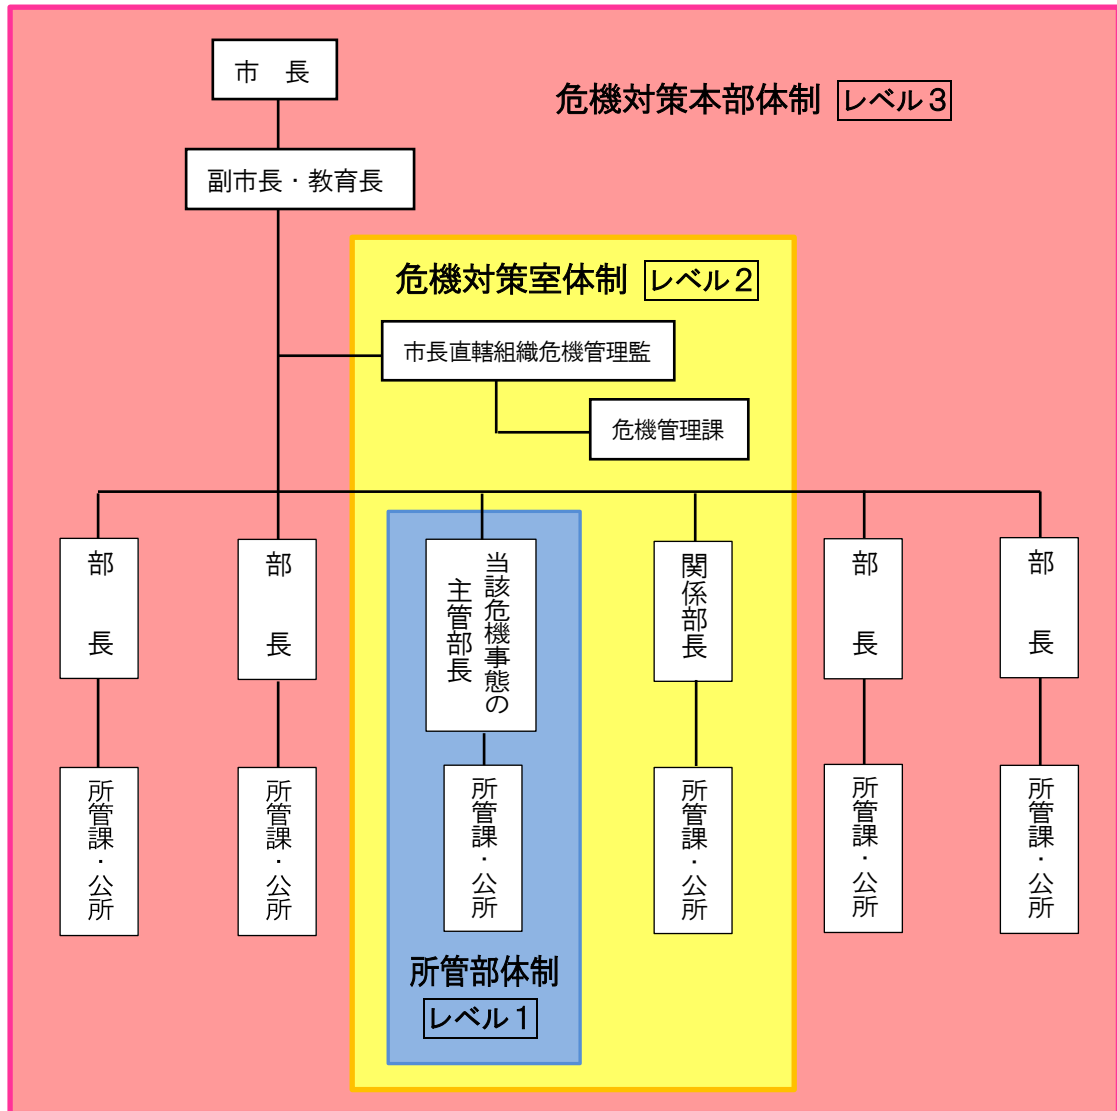 市　長
危機対策本部体制 レベル３
副市長・教育長
危機対策室体制 レベル２
市長直轄組織危機管理監
危機管理課
部　長
部　長
当該危機事態の
主管部長
関係部長
部　長
部　長
所管課・公所
所管課・公所
所管課・公所
所管課・公所
所管課・公所
所管課・公所
所管部体制
レベル１